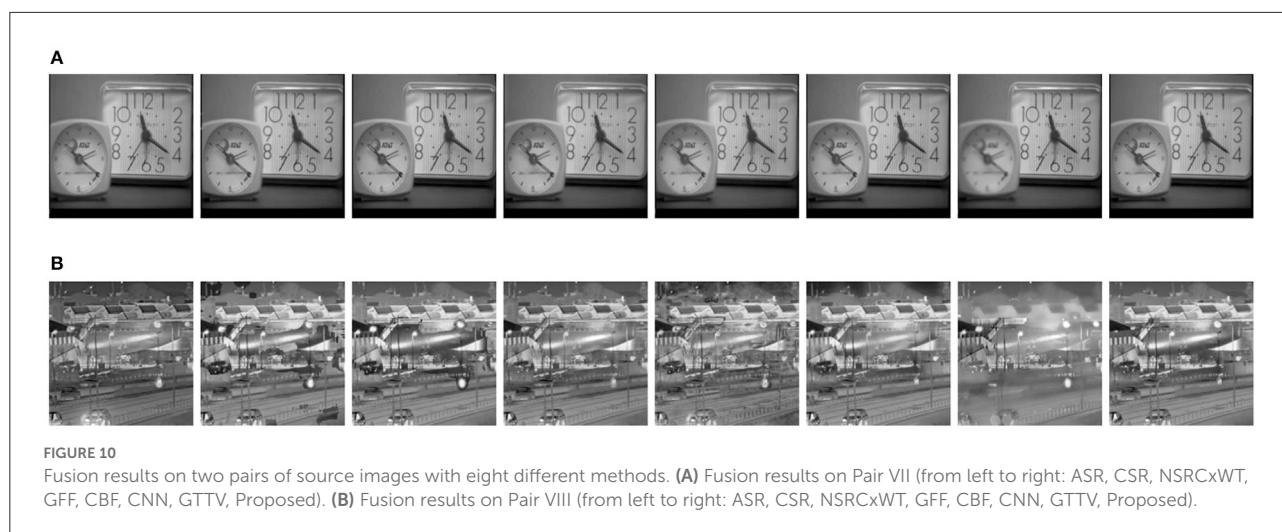 A
B
FIGURE 10
Fusion results on two pairs of source images with eight different methods. (A) Fusion results on Pair VII (from left to right: ASR, CSR, NSRCxWT,
GFF, CBF, CNN, GTTV, Proposed). (B) Fusion results on Pair VIII (from left to right: ASR, CSR, NSRCxWT, GFF, CBF, CNN, GTTV, Proposed).